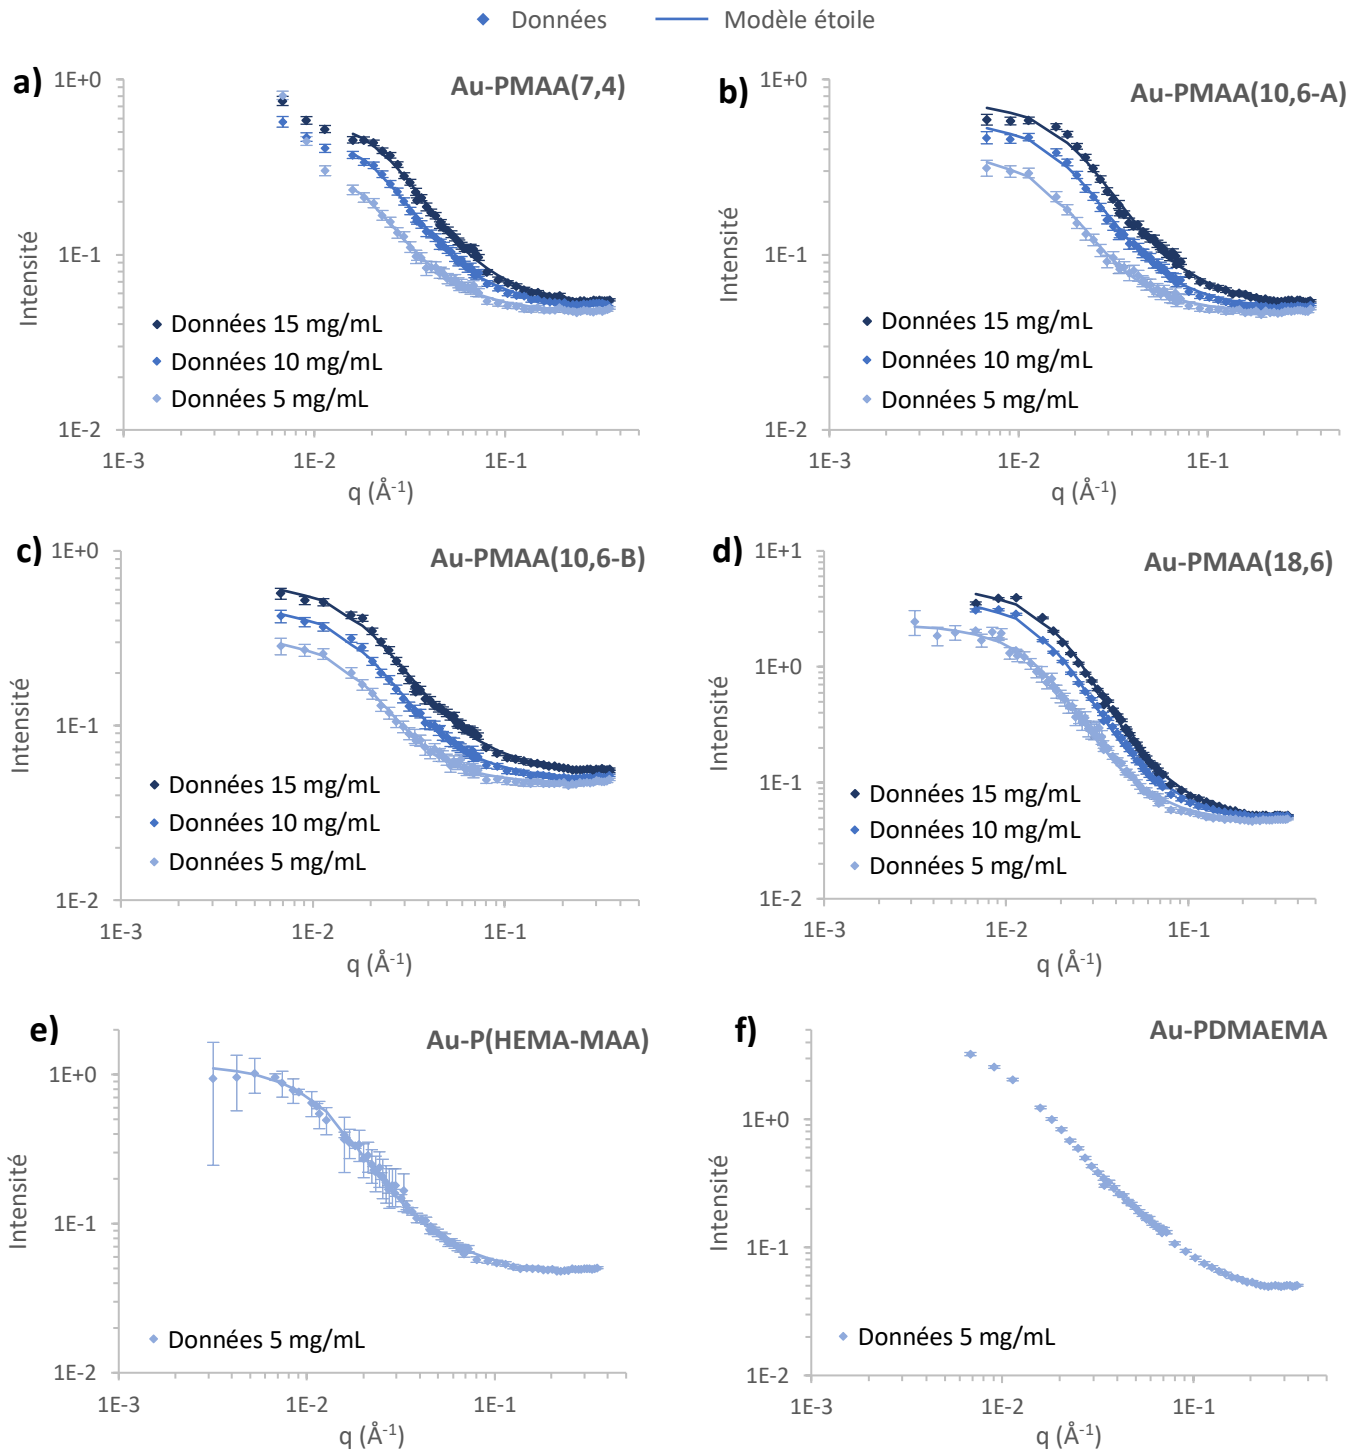 Données Modèle étoile
a) Au-PMAA(7,4)
1E+0
1E-1
1E-2
Intensité
Données 15 mg/mL
Données 10 mg/mL
Données 5 mg/mL
1E-3 1E-2 1E-1
q (Å⁻¹)
b) Au-PMAA(10,6-A)
1E+0
1E-1
1E-2
Intensité
Données 15 mg/mL
Données 10 mg/mL
Données 5 mg/mL
1E-3 1E-2 1E-1
q (Å⁻¹)
c) Au-PMAA(10,6-B)
1E+0
1E-1
1E-2
Intensité
Données 15 mg/mL
Données 10 mg/mL
Données 5 mg/mL
1E-3 1E-2 1E-1
q (Å⁻¹)
d) Au-PMAA(18,6)
1E+1
1E+0
1E-1
1E-2
Intensité
Données 15 mg/mL
Données 10 mg/mL
Données 5 mg/mL
1E-3 1E-2 1E-1
q (Å⁻¹)
e) Au-P(HEMA-MAA)
1E+0
1E-1
1E-2
Intensité
Données 5 mg/mL
1E-3 1E-2 1E-1
q (Å⁻¹)
f) Au-PDMAEMA
1E+0
1E-1
1E-2
Intensité
Données 5 mg/mL
1E-3 1E-2 1E-1
q (Å⁻¹)